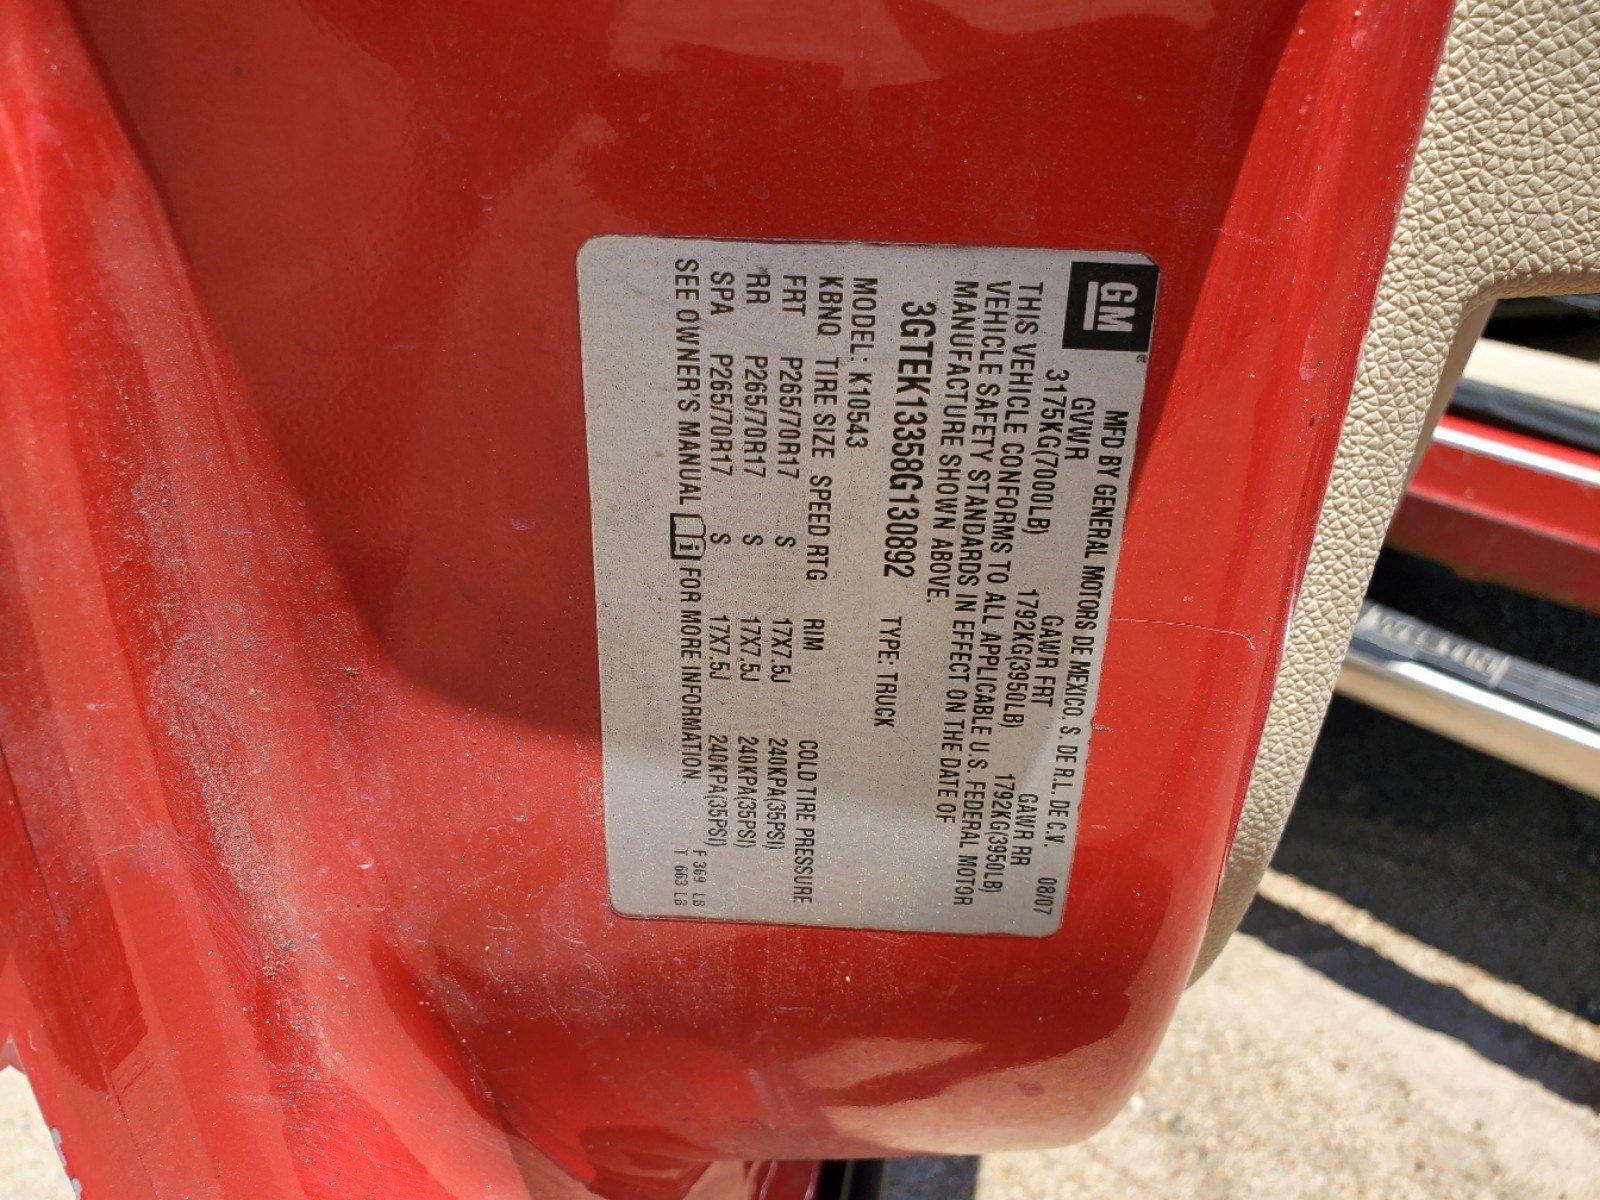 GM
MFD BY GENERAL MOTORS DE MEXICO, S. DE R.L. DE C.V. 08/07
GVWR GAWR FRT GAWR RR
3175KG(7000LB) 1792KG(3950LB) 1792KG(3950LB)
THIS VEHICLE CONFORMS TO ALL APPLICABLE U.S. FEDERAL MOTOR
VEHICLE SAFETY STANDARDS IN EFFECT ON THE DATE OF
MANUFACTURE SHOWN ABOVE.
3GTEK13358G130892 TYPE: TRUCK
MODEL: K10543
KBNQ TIRE SIZE SPEED RTG RIM COLD TIRE PRESSURE
FRT P265/70R17 S 17X7.5J 240KPA(35PSI)
RR P265/70R17 S 17X7.5J 240KPA(35PSI)
SPA P265/70R17 S 17X7.5J 240KPA(35PSI)
SEE OWNER'S MANUAL i FOR MORE INFORMATION.
F 369 LB
T 663 LB